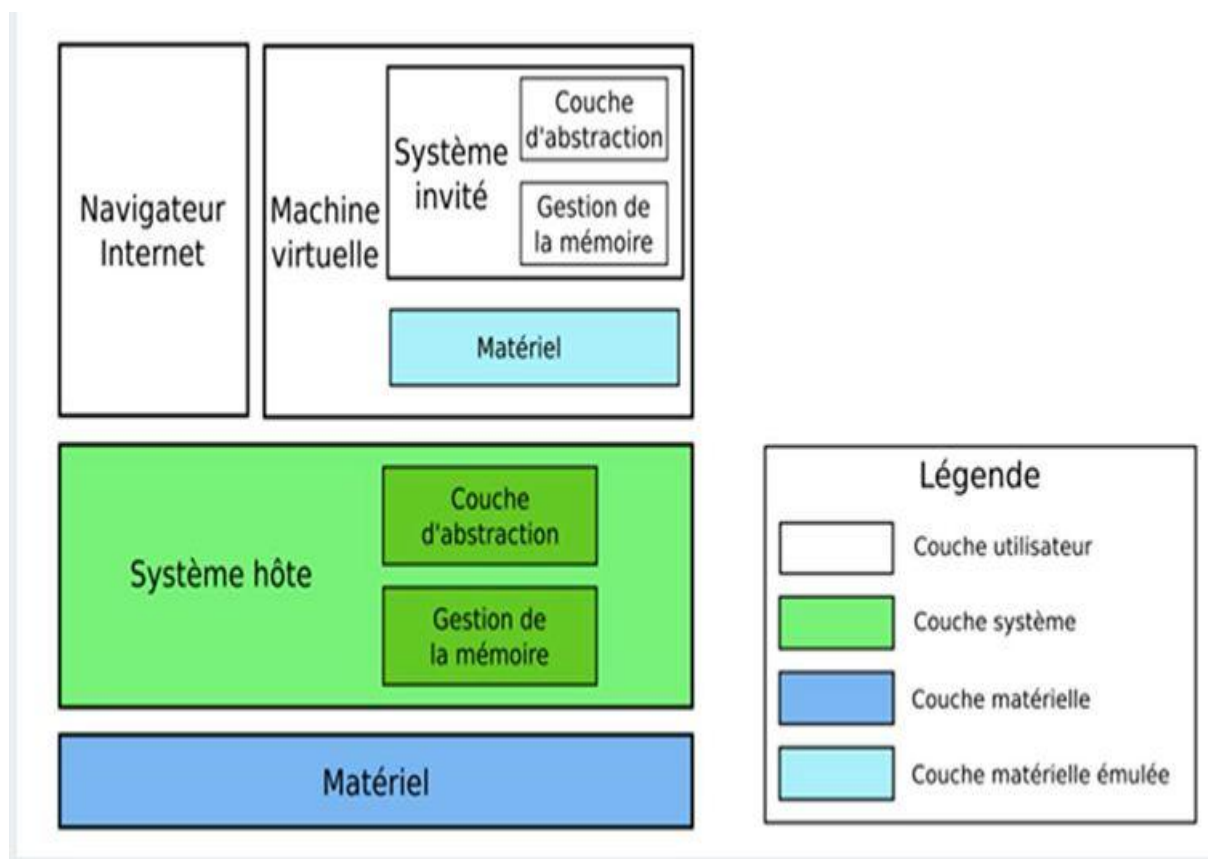 Navigateur
Internet
Machine
virtuelle
Système
invité
Couche
d'abstraction
Gestion de
la mémoire
Matériel
Système hôte
Couche
d'abstraction
Gestion de
la mémoire
Matériel
Légende
Couche utilisateur
Couche système
Couche matérielle
Couche matérielle émulée